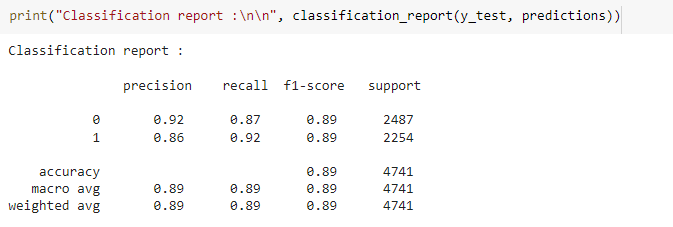 print("Classification report :\n\n", classification_report(y_test, predictions))
Classification report :
precision recall f1-score support
0 0.92 0.87 0.89 2487
1 0.86 0.92 0.89 2254
accuracy 0.89 4741
macro avg 0.89 0.89 0.89 4741
weighted avg 0.89 0.89 0.89 4741